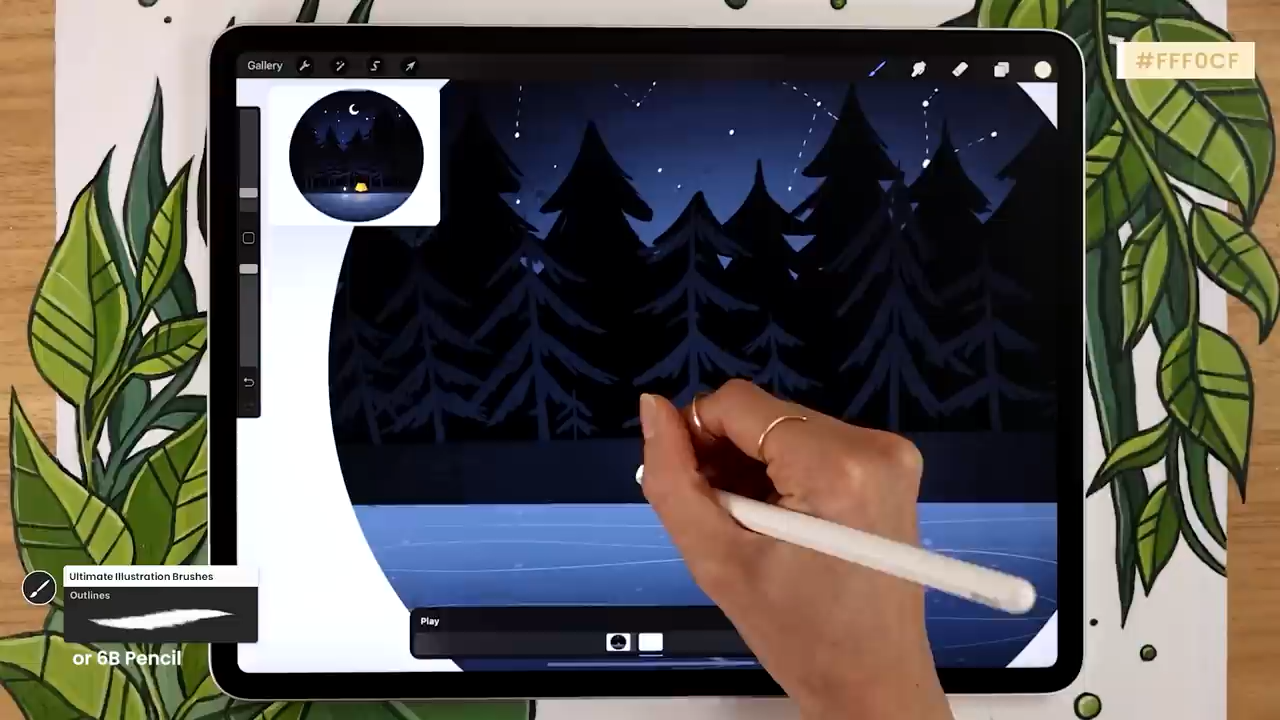 Gallery
#FFF0CF
Ultimate Illustration Brushes
Outlines
or 6B Pencil
Play